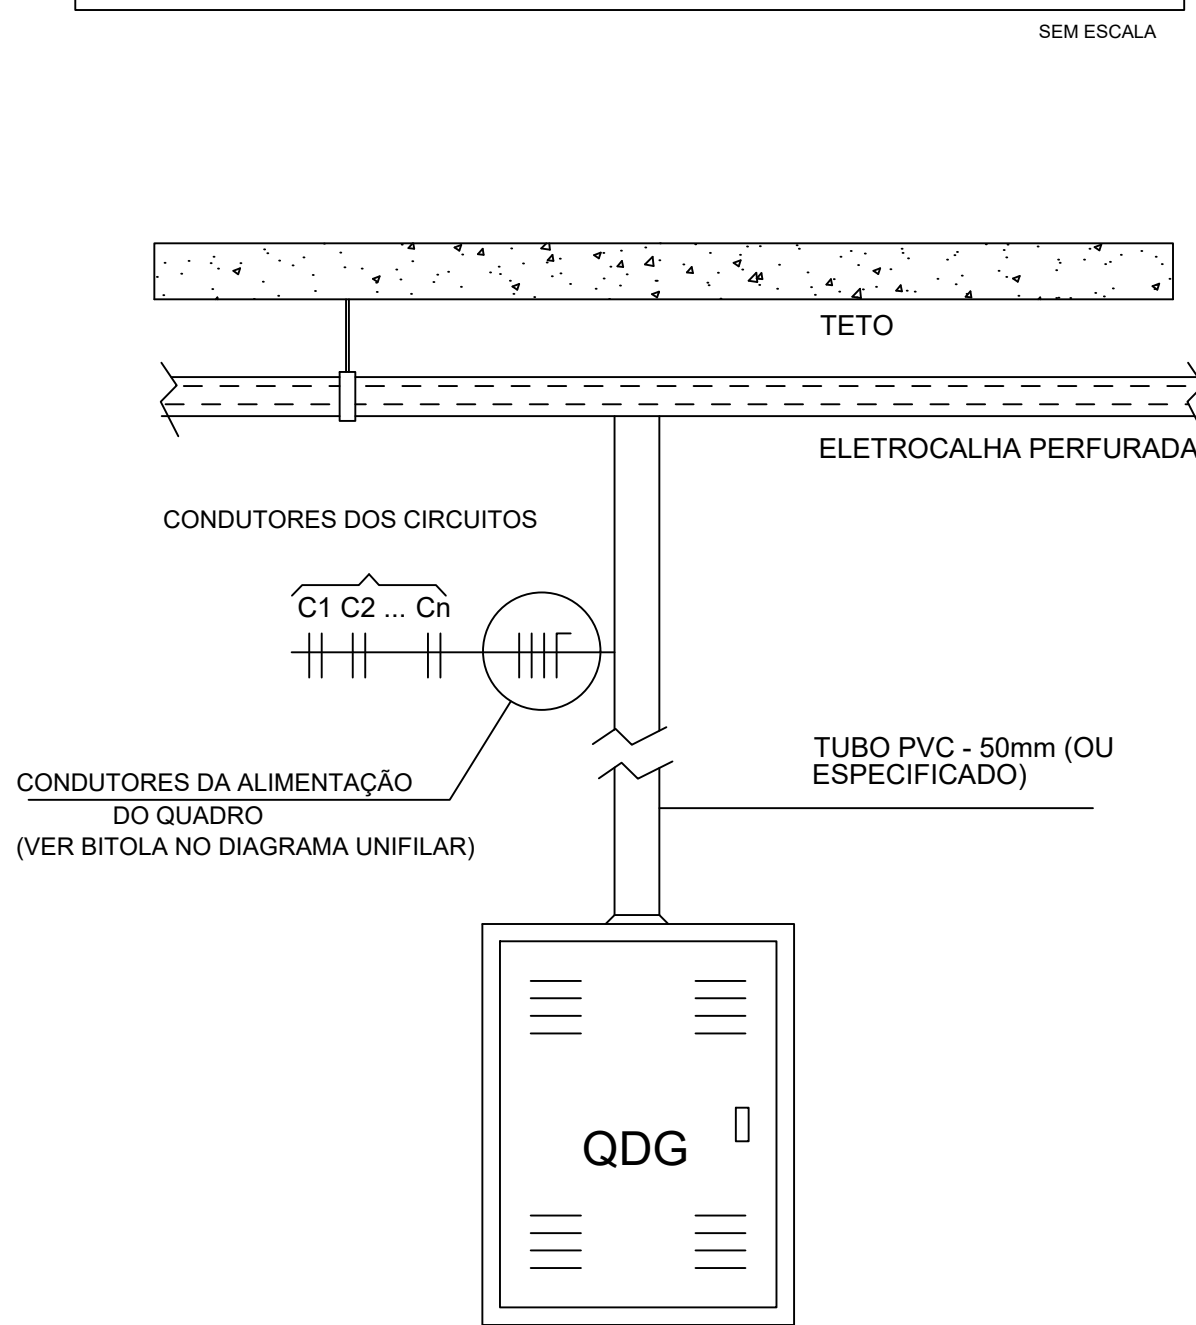 SEM ESCALA
TETO
ELETROCALHA PERFURADA
CONDUTORES DOS CIRCUITOS
C1 C2 ... Cn
TUBO PVC - 50mm (OU
ESPECIFICADO)
CONDUTORES DA ALIMENTAÇÃO
DO QUADRO
(VER BITOLA NO DIAGRAMA UNIFILAR)
QDG